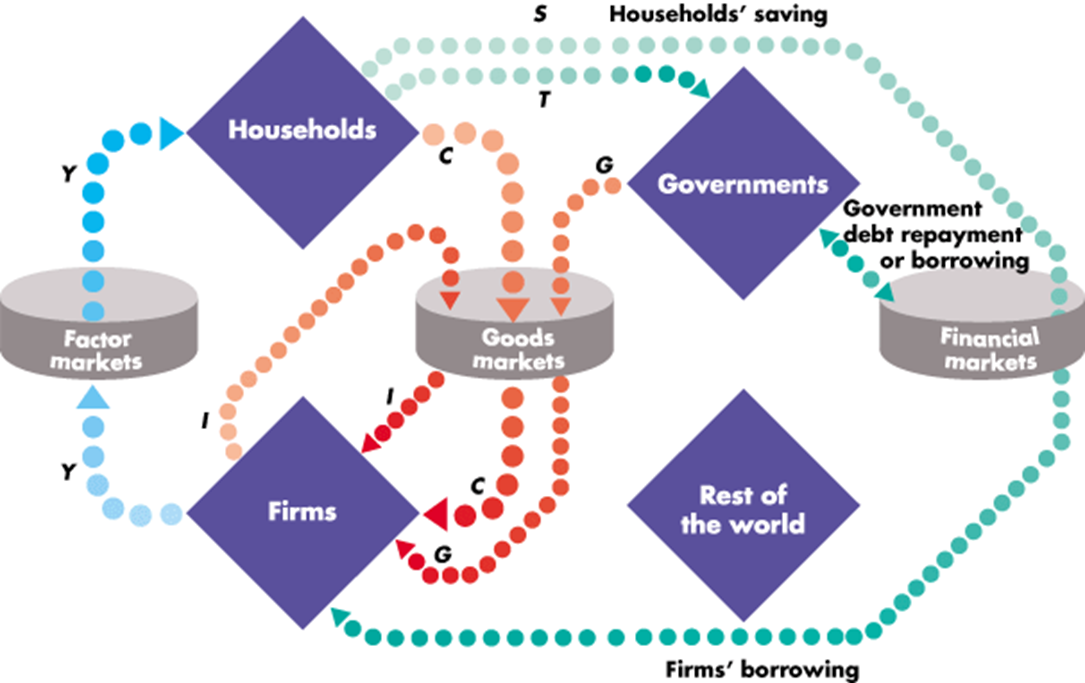 S
Households' saving
T
Households
C
Y
G
Governments
Government
debt repayment
or borrowing
Factor
markets
Goods
markets
Financial
markets
I
I
Y
C
Firms
Rest of
the world
G
Firms' borrowing